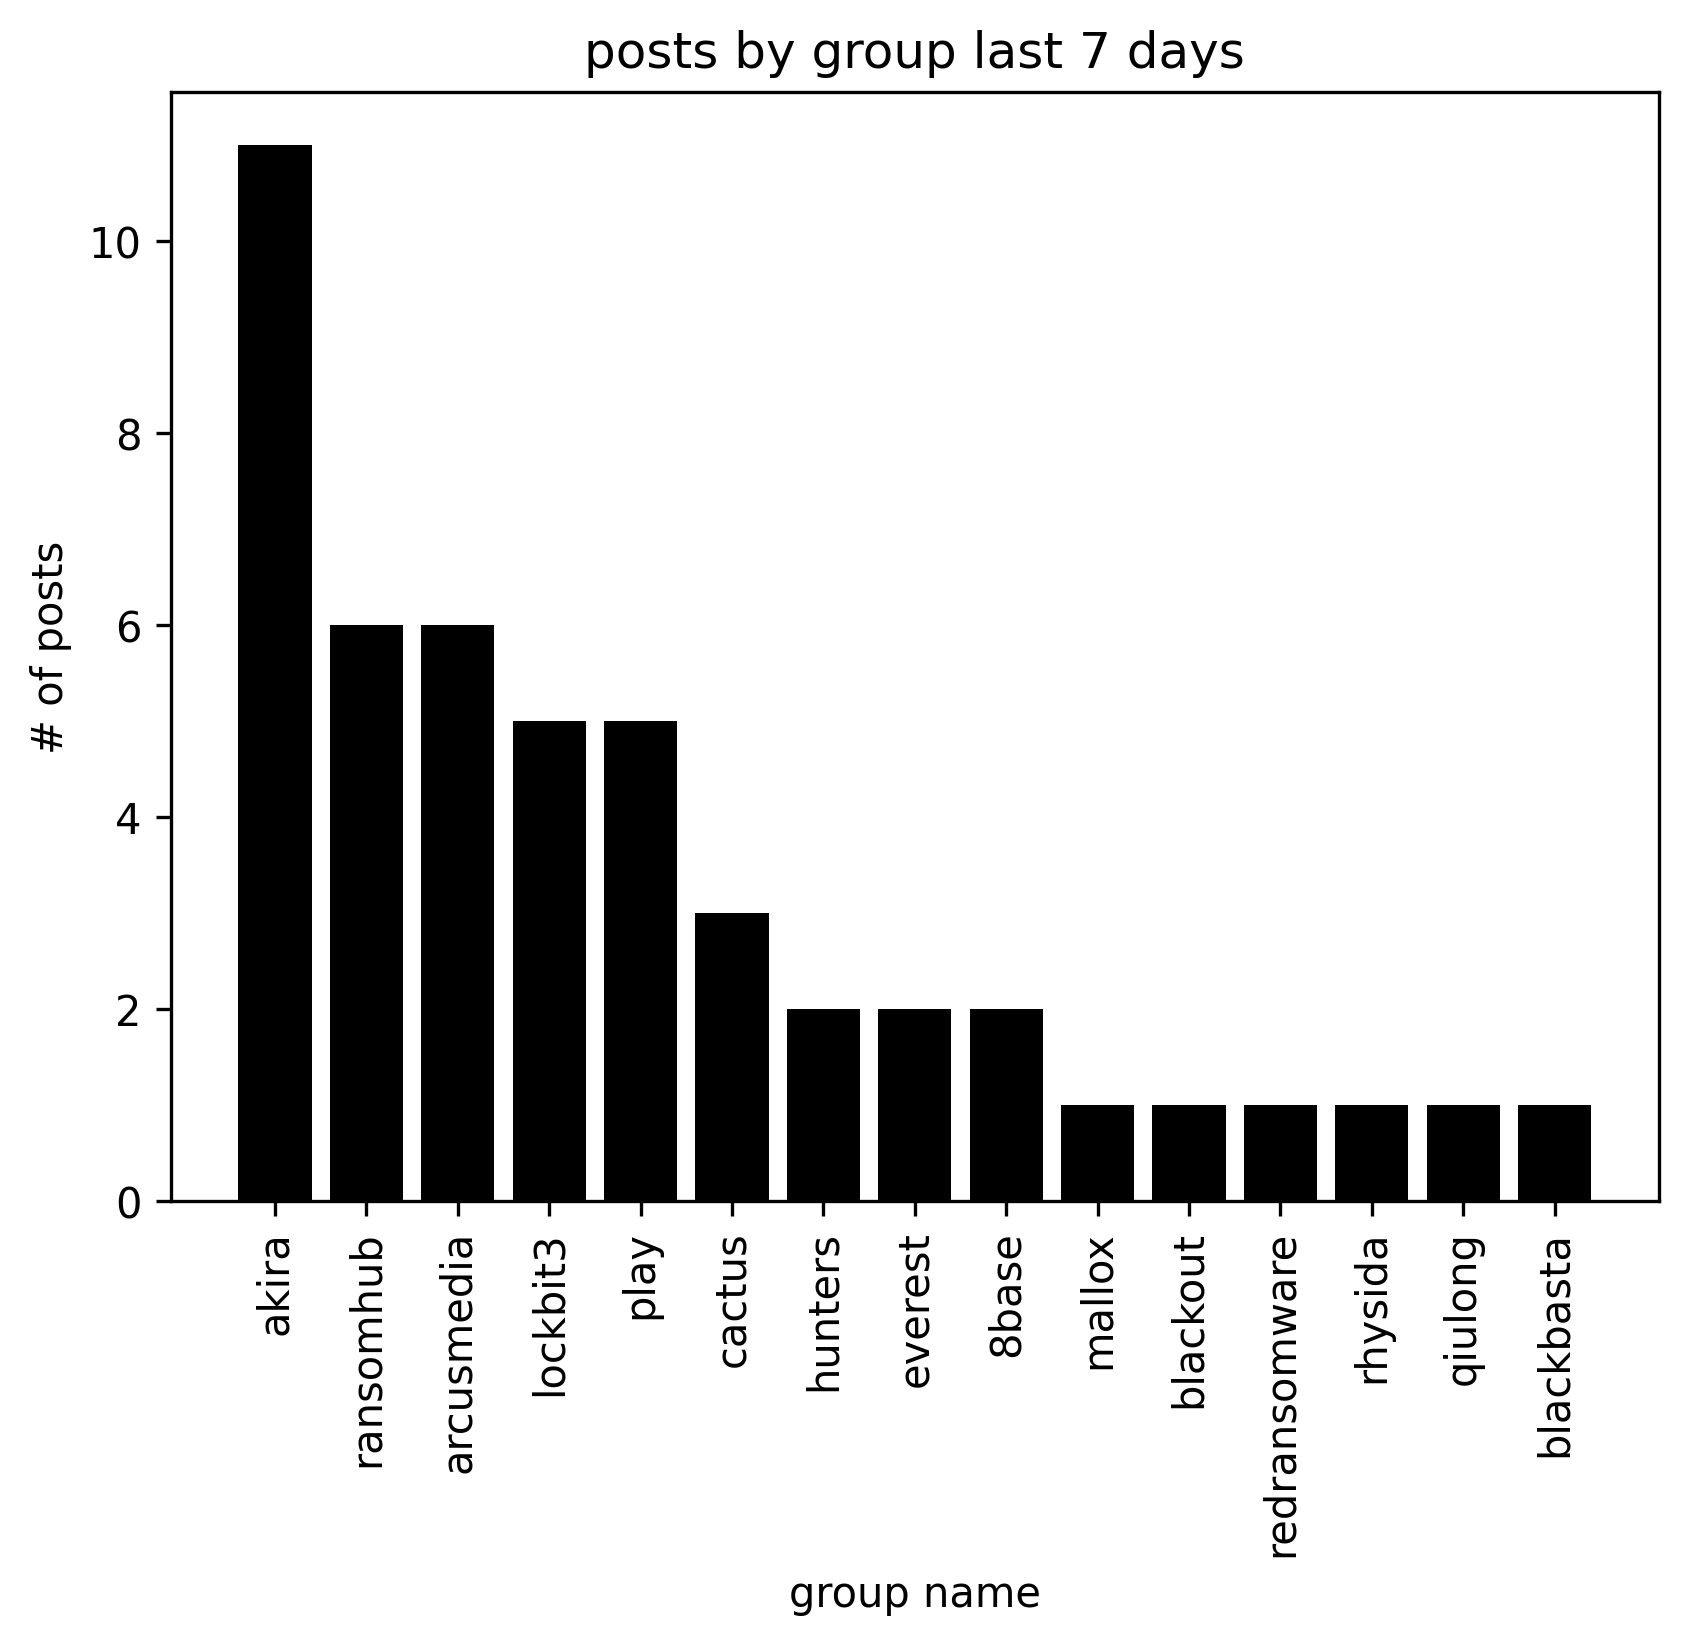 posts by group last 7 days
# of posts
10
8
6
4
2
0
akira
ransomhub
arcusmedia
lockbit3
play
cactus
hunters
everest
8base
mallox
blackout
redransomware
rhysida
qiulong
blackbasta
group name